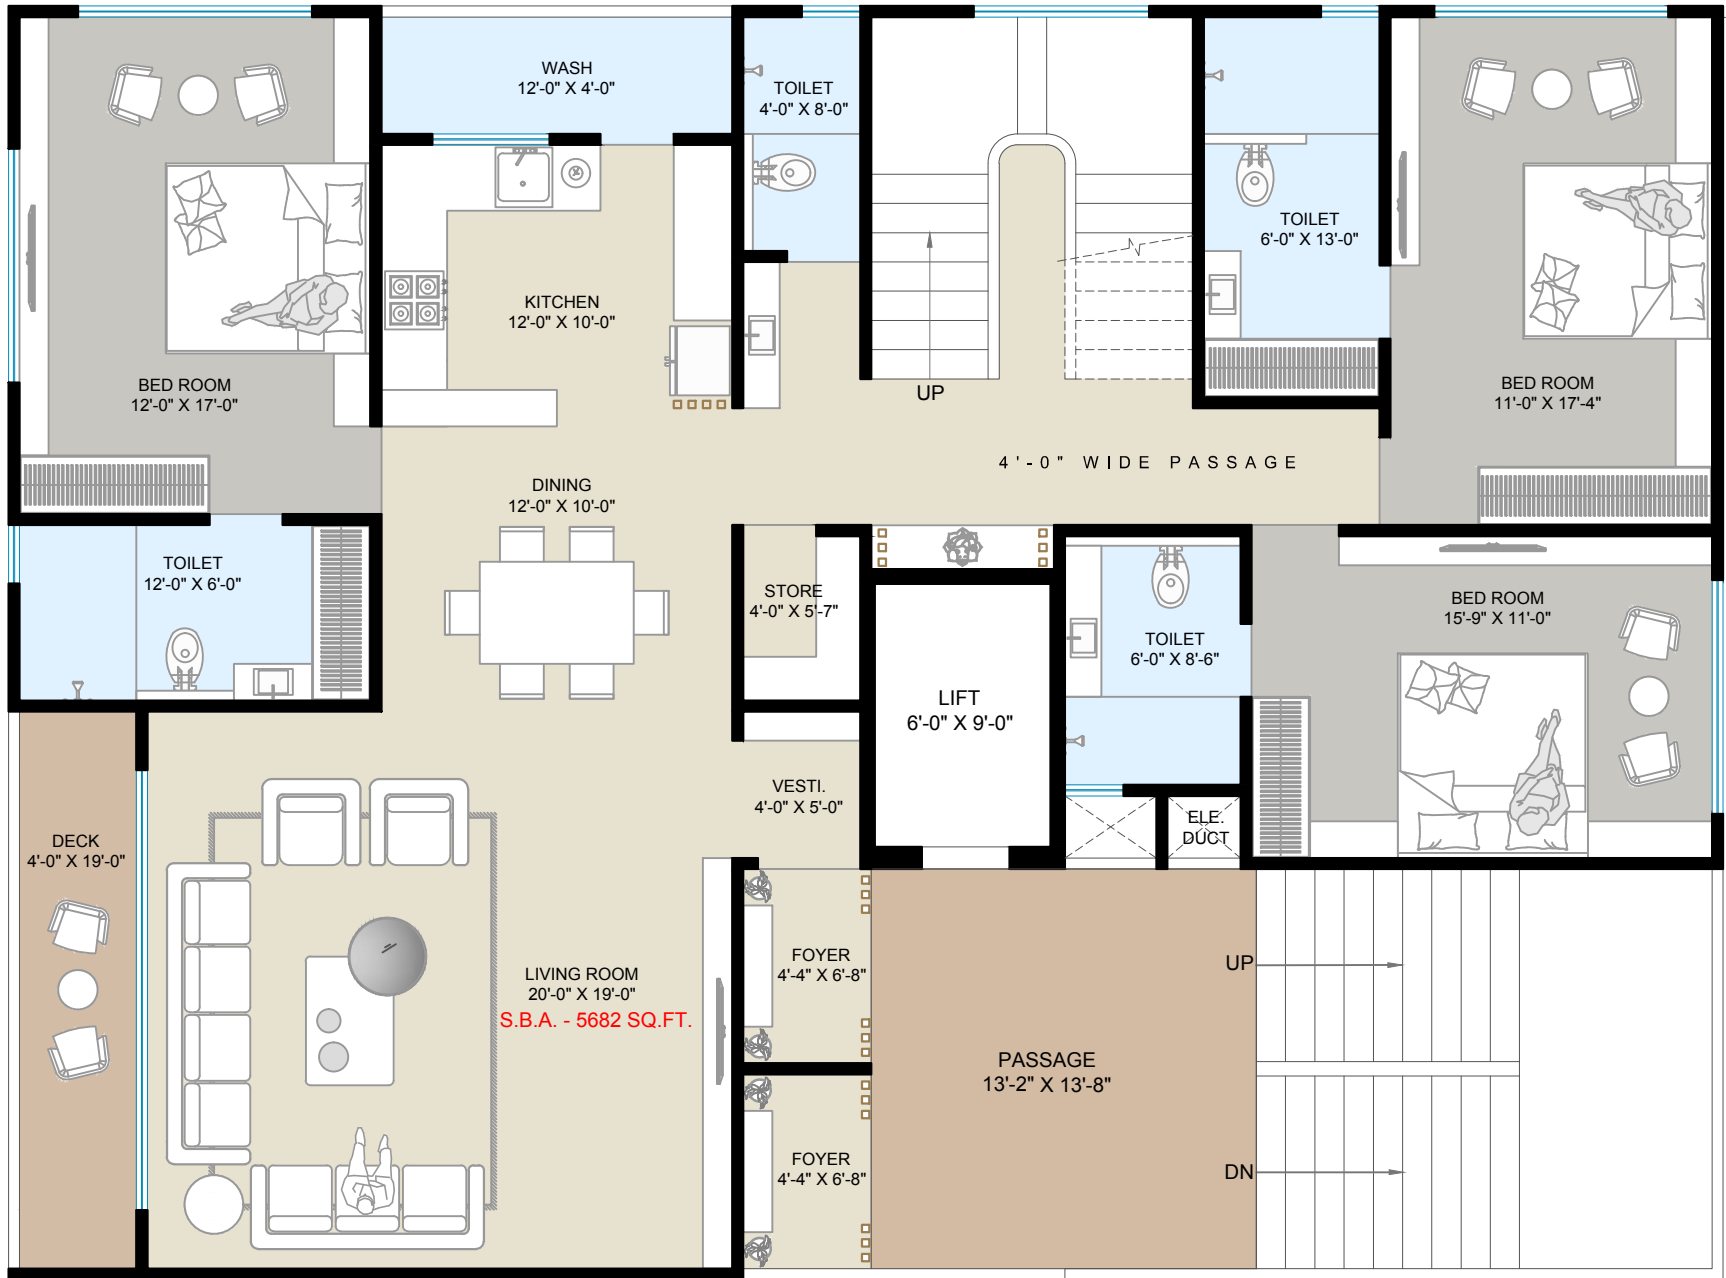 WASH
12'-0" X 4'-0"
TOILET
4'-0" X 8'-0"
TOILET
6'-0" X 13'-0"
KITCHEN
12'-0" X 10'-0"
BED ROOM
12'-0" X 17'-0"
UP
BED ROOM
11'-0" X 17'-4"
4'-0" WIDE PASSAGE
DINING
12'-0" X 10'-0"
TOILET
12'-0" X 6'-0"
STORE
4'-0" X 5'-7"
BED ROOM
15'-9" X 11'-0"
TOILET
6'-0" X 8'-6"
LIFT
6'-0" X 9'-0"
VESTI.
4'-0" X 5'-0"
ELE.
DUCT
DECK
4'-0" X 19'-0"
FOYER
4'-4" X 6'-8"
UP
LIVING ROOM
20'-0" X 19'-0"
S.B.A. - 5682 SQ.FT.
PASSAGE
13'-2" X 13'-8"
FOYER
4'-4" X 6'-8"
DN